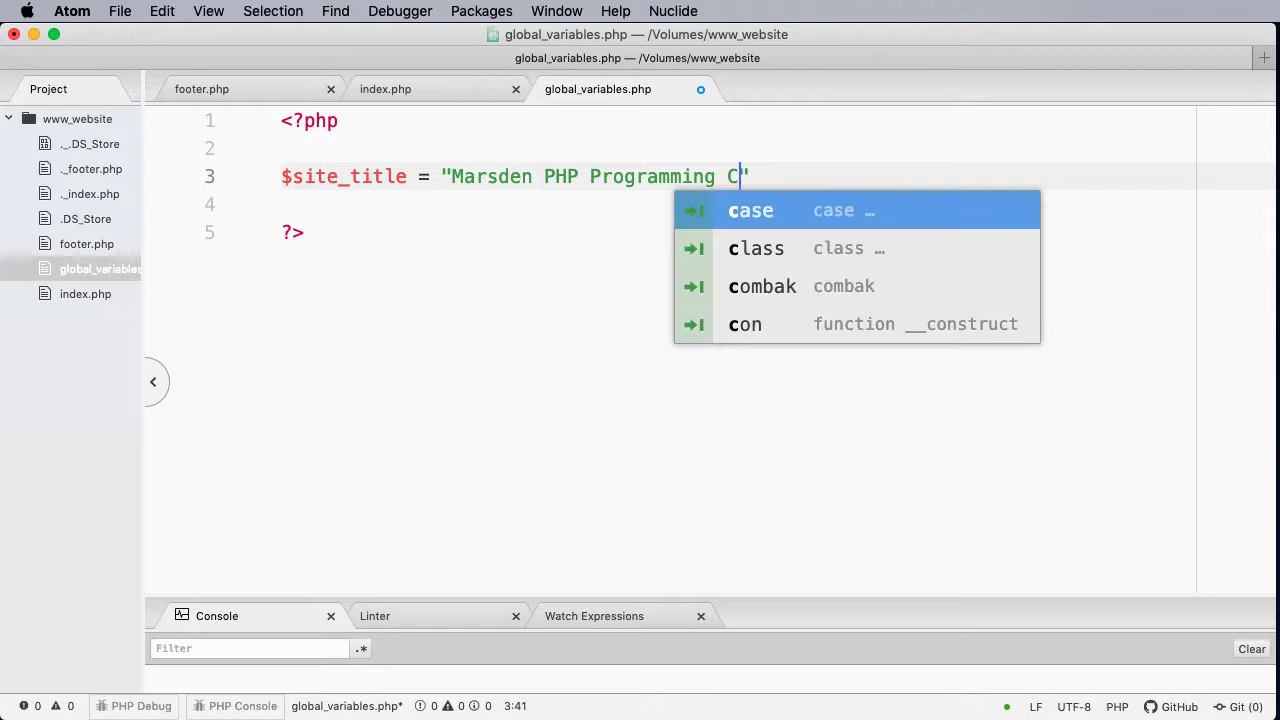 Atom File Edit View Selection Find Debugger Packages Window Help Nuclide
global_variables.php — /Volumes/www_website
global_variables.php — /Volumes/www_website
Project footer.php index.php global_variables.php
www_website
._.DS_Store
._footer.php
._index.php
.DS_Store
footer.php
global_variables
index.php
1 <?php
2
3 $site_title = "Marsden PHP Programming C"
4
5 ?>
case case …
class class …
combak combak
con function __construct
Console Linter Watch Expressions
Filter .* Clear
0 0 PHP Debug PHP Console global_variables.php* 0 0 0 3:41 LF UTF-8 PHP GitHub Git (0)